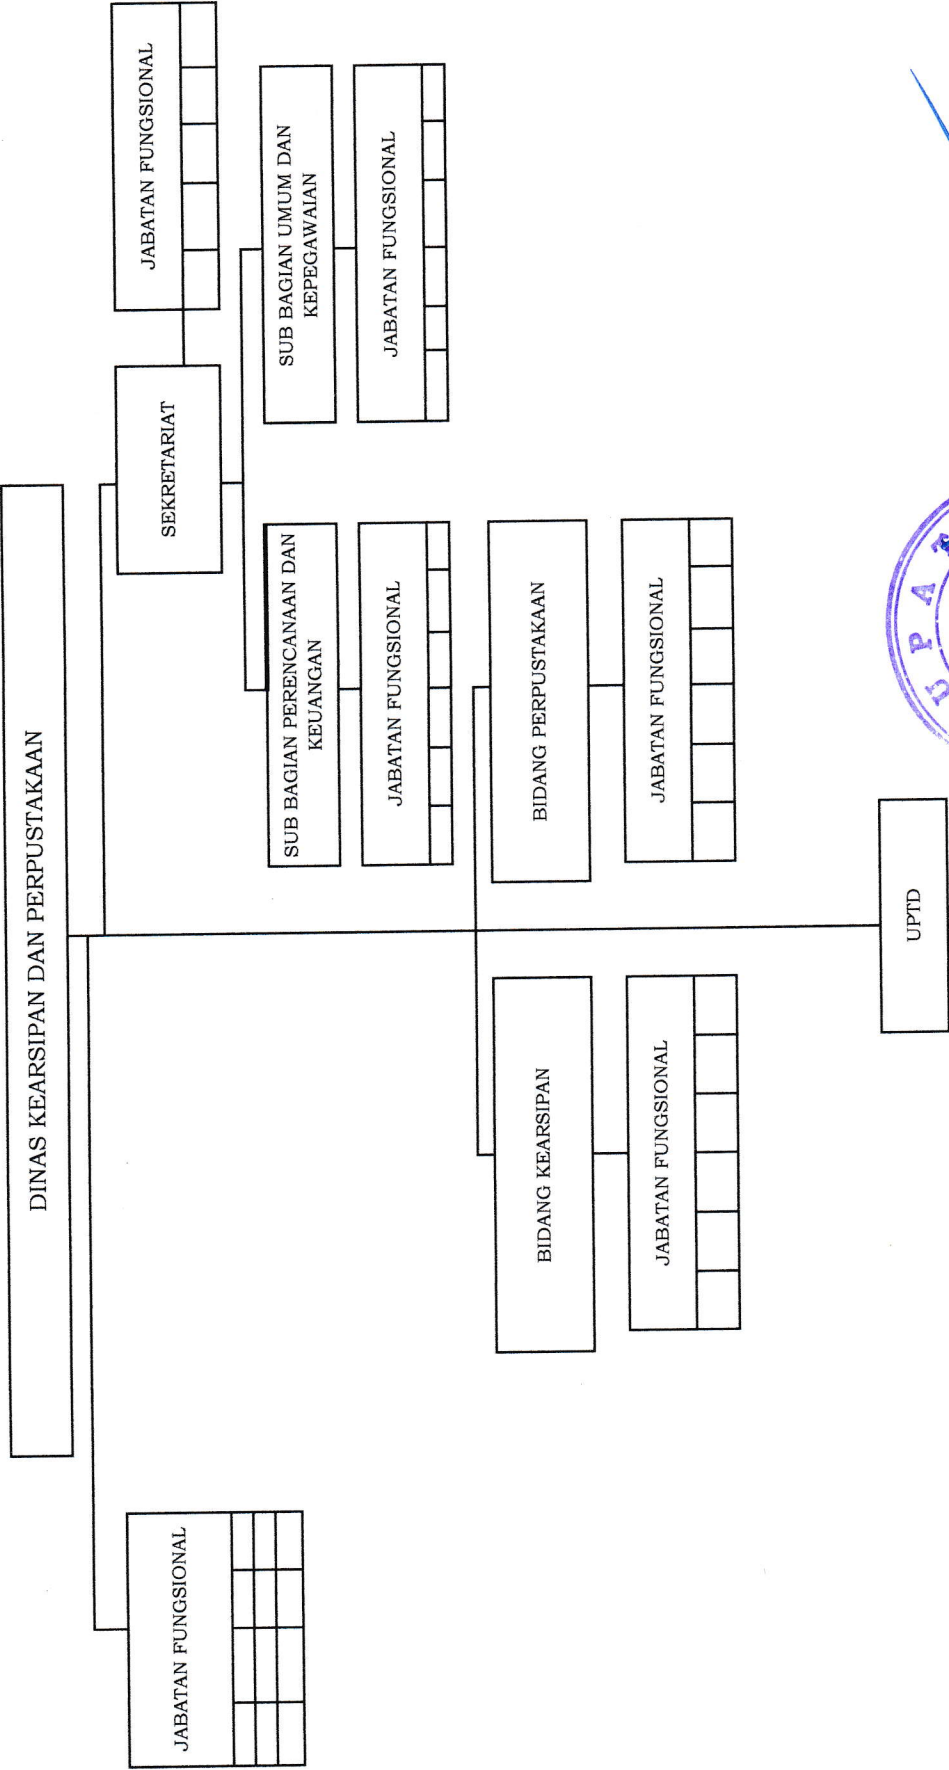 DINAS KEARSIPAN DAN PERPUSTAKAAN
JABATAN FUNGSIONAL
SEKRETARIAT
JABATAN FUNGSIONAL
SUB BAGIAN PERENCANAAN DAN
KEUANGAN
SUB BAGIAN UMUM DAN
KEPEGAWAIAN
JABATAN FUNGSIONAL
JABATAN FUNGSIONAL
BIDANG KEARSIPAN
BIDANG PERPUSTAKAAN
JABATAN FUNGSIONAL
JABATAN FUNGSIONAL
UPTD
UPAT